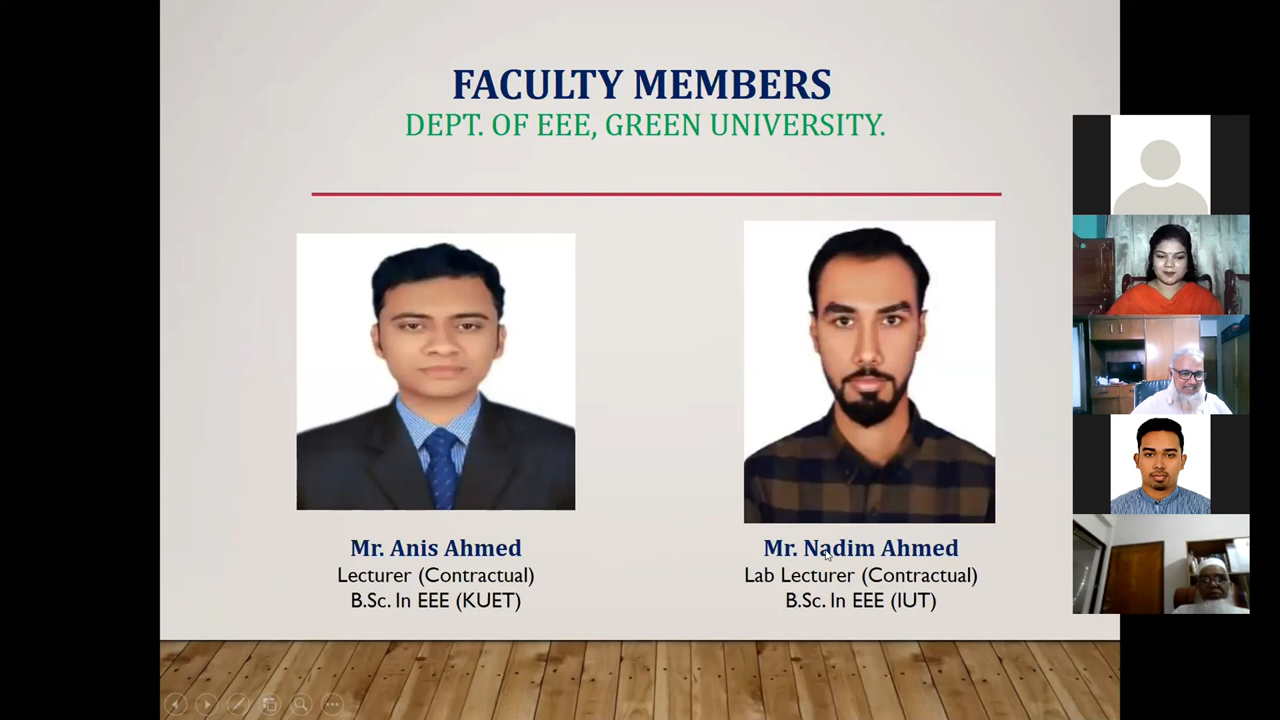 FACULTY MEMBERS
DEPT. OF EEE, GREEN UNIVERSITY.
Mr. Anis Ahmed
Lecturer (Contractual)
B.Sc. In EEE (KUET)
Mr. Nadim Ahmed
Lab Lecturer (Contractual)
B.Sc. In EEE (IUT)